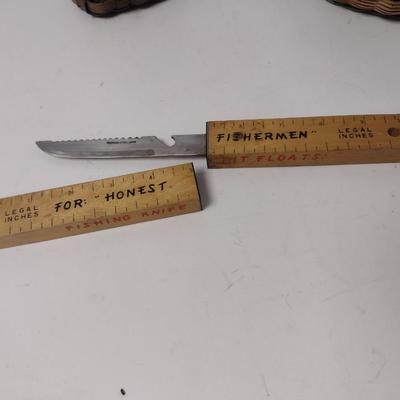 FISHERMEN"
LEGAL
INCHES
IT FLOATS
LEGAL
INCHES
FOR: "HONEST
FISHING KNIFE